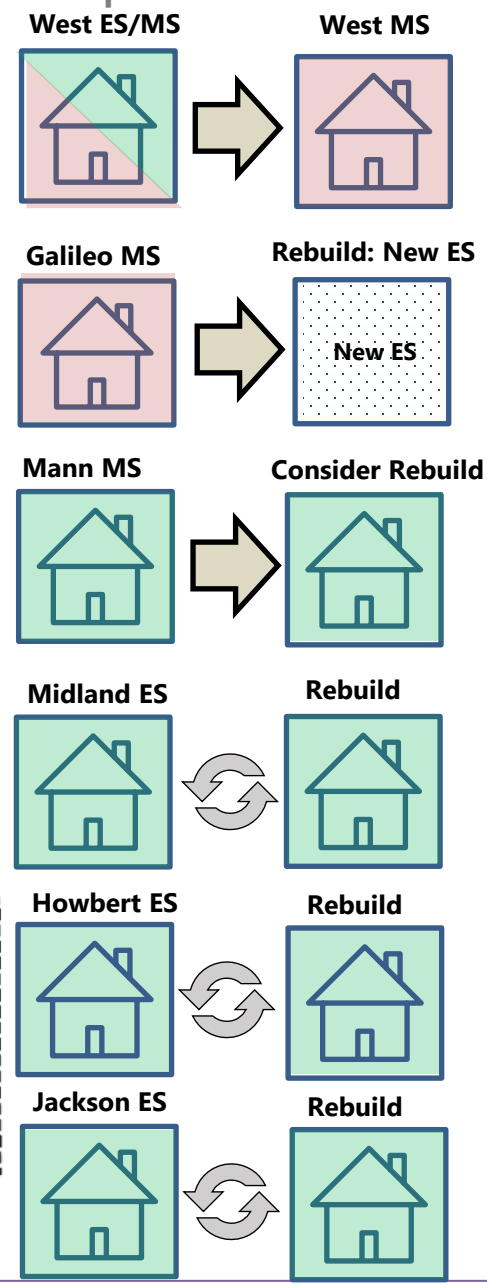 West ES/MS
West MS
Galileo MS
Rebuild: New ES
New ES
Mann MS
Consider Rebuild
Midland ES
Rebuild
Howbert ES
Rebuild
Jackson ES
Rebuild